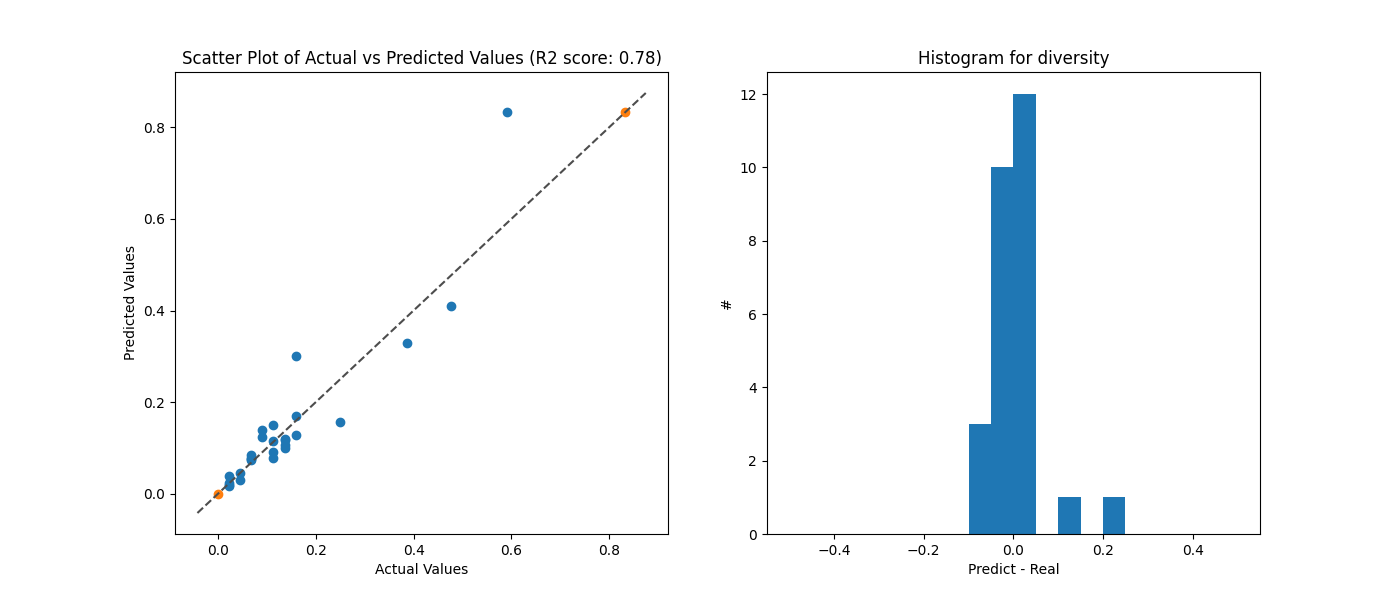 Scatter Plot of Actual vs Predicted Values (R2 score: 0.78)
Predicted Values
0.8
0.6
0.4
0.2
0.0
0.0 0.2 0.4 0.6 0.8
Actual Values
Histogram for diversity
#
12
10
8
6
4
2
0
−0.4 −0.2 0.0 0.2 0.4
Predict - Real